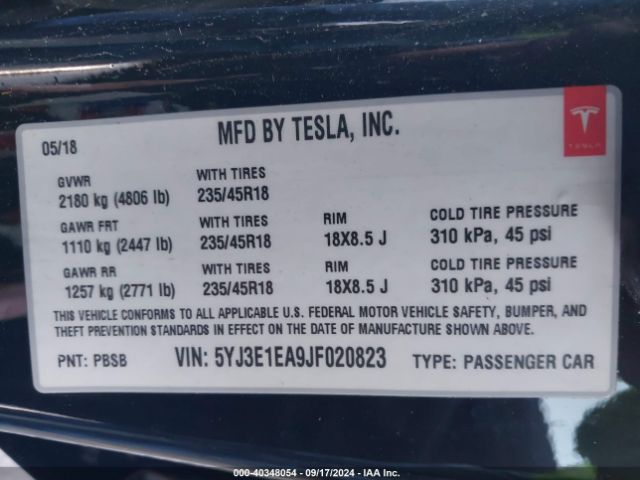 MFD BY TESLA, INC.
05/18
TESLA
GVWR WITH TIRES
2180 kg (4806 lb) 235/45R18
GAWR FRT WITH TIRES RIM COLD TIRE PRESSURE
1110 kg (2447 lb) 235/45R18 18X8.5 J 310 kPa, 45 psi
GAWR RR WITH TIRES RIM COLD TIRE PRESSURE
1257 kg (2771 lb) 235/45R18 18X8.5 J 310 kPa, 45 psi
THIS VEHICLE CONFORMS TO ALL APPLICABLE U.S. FEDERAL MOTOR VEHICLE SAFETY, BUMPER, AND
THEFT PREVENTION STANDARDS IN EFFECT ON THE DATE OF MANUFACTURE SHOWN ABOVE.
PNT: PBSB VIN: 5YJ3E1EA9JF020823 TYPE: PASSENGER CAR
000-40348054 - 09/17/2024 - IAA Inc.